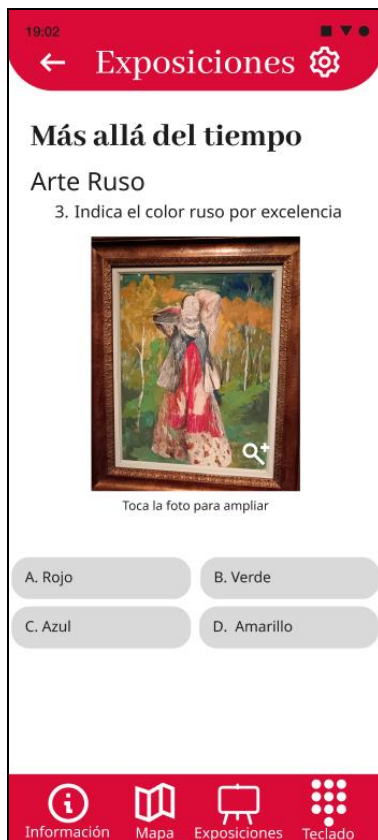 19:02
Exposiciones
Más allá del tiempo
Arte Ruso
3. Indica el color ruso por excelencia
Toca la foto para ampliar
A. Rojo
B. Verde
C. Azul
D. Amarillo
Información
Mapa
Exposiciones
Teclado